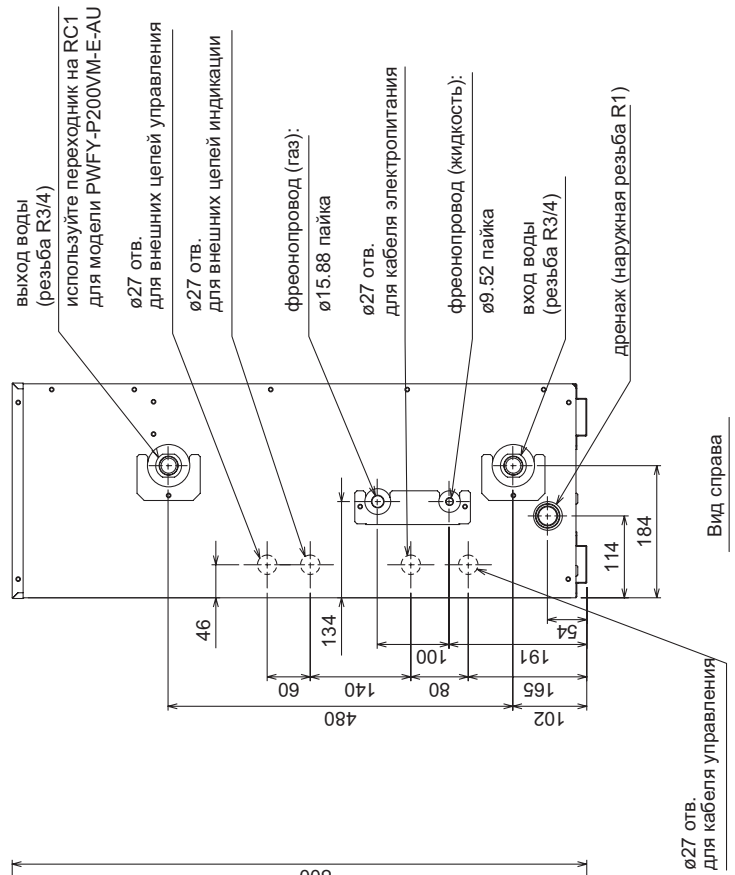 выход воды
(резьба R3/4)
используйте переходник на RC1
для модели PWFY-P200VM-E-AU
ø27 отв.
для внешних цепей управления
ø27 отв.
для внешних цепей индикации
фреонопровод (газ):
ø15.88 пайка
ø27 отв.
для кабеля электропитания
фреонопровод (жидкость):
ø9.52 пайка
вход воды
(резьба R3/4)
дренаж (наружная резьба R1)
46
134
60
140
80
165
100
191
480
102
54
114
184
Вид справа
ø27 отв.
для кабеля управления